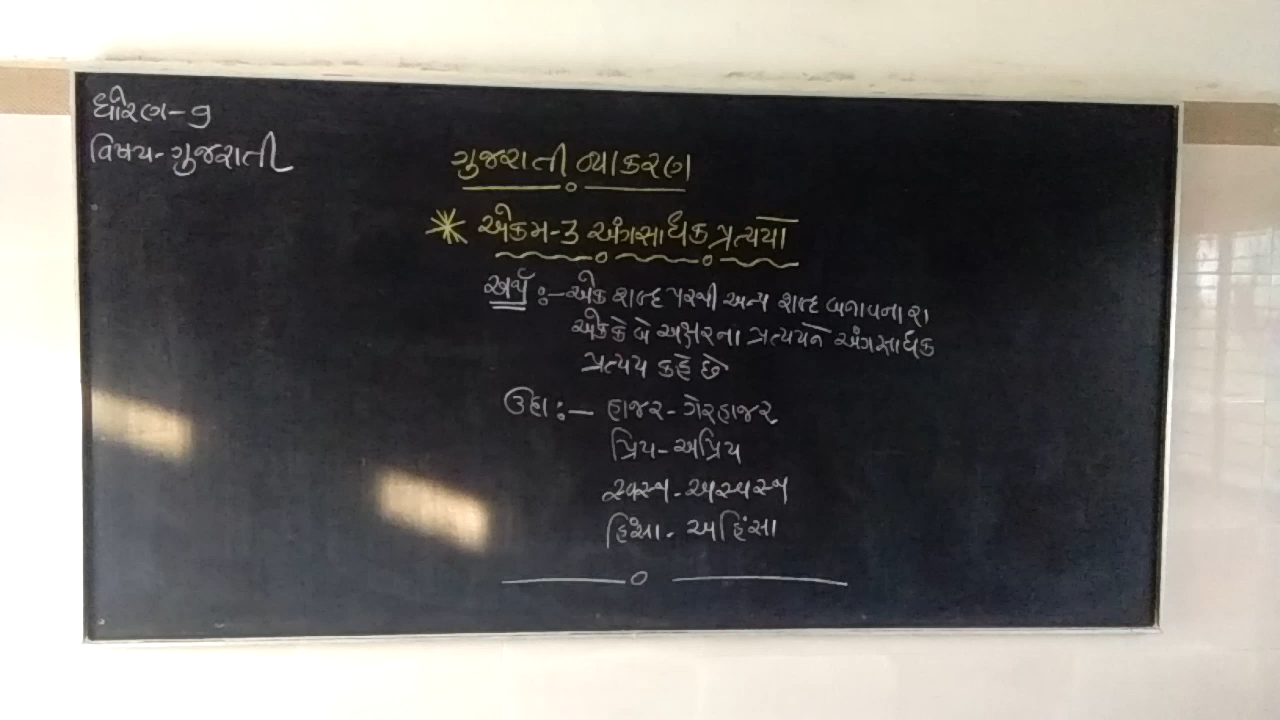 ધોરણ-9
વિષય-ગુજરાતી
ગુજરાતી વ્યાકરણ
* એકમ-3 અંગસાધક પ્રત્યયો
અર્થ :- એક શબ્દ પરથી અન્ય શબ્દ બનાવનારા
એક કે બે અક્ષરના પ્રત્યયને અંગસાધક
પ્રત્યય કહે છે
ઉદા :- હાજર-ગેરહાજર
પ્રિય-અપ્રિય
સ્વસ્થ-અસ્વસ્થ
હિંસા-અહિંસા